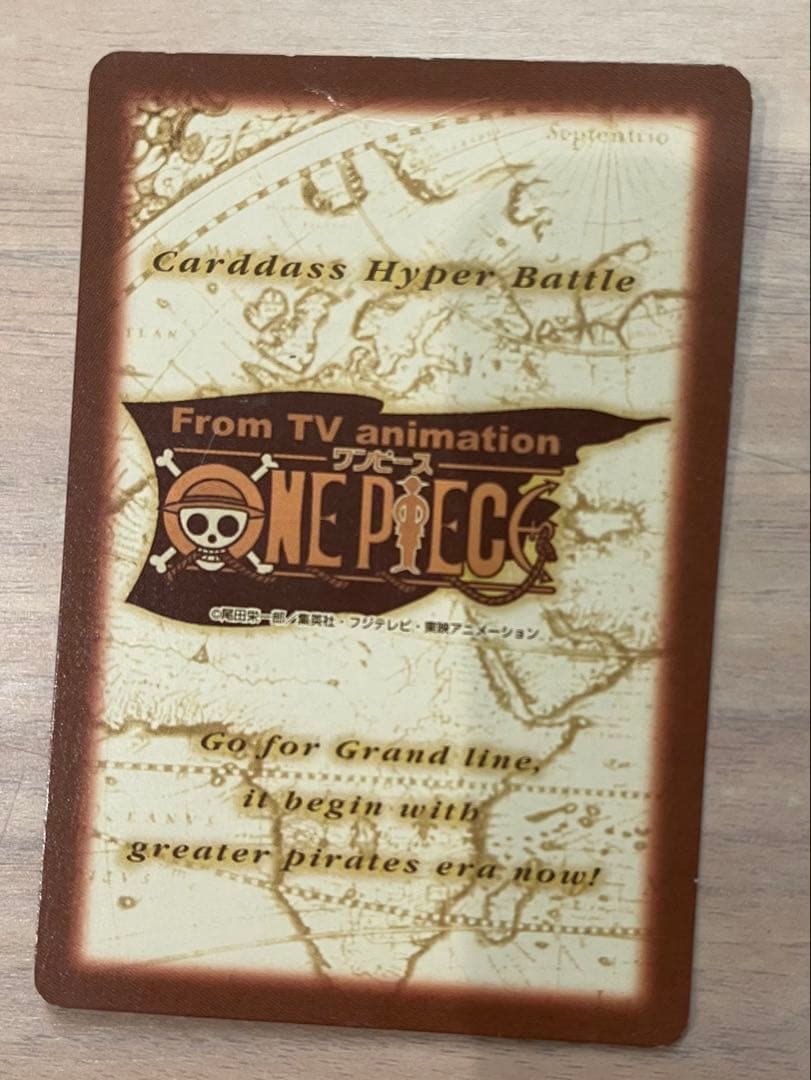 Septentrio
Carddass Hyper Battle
From TV animation
ワンピース
ONE PIECE
©尾田栄一郎/集英社・フジテレビ・東映アニメーション
Go for Grand line,
it begin with
greater pirates era now!